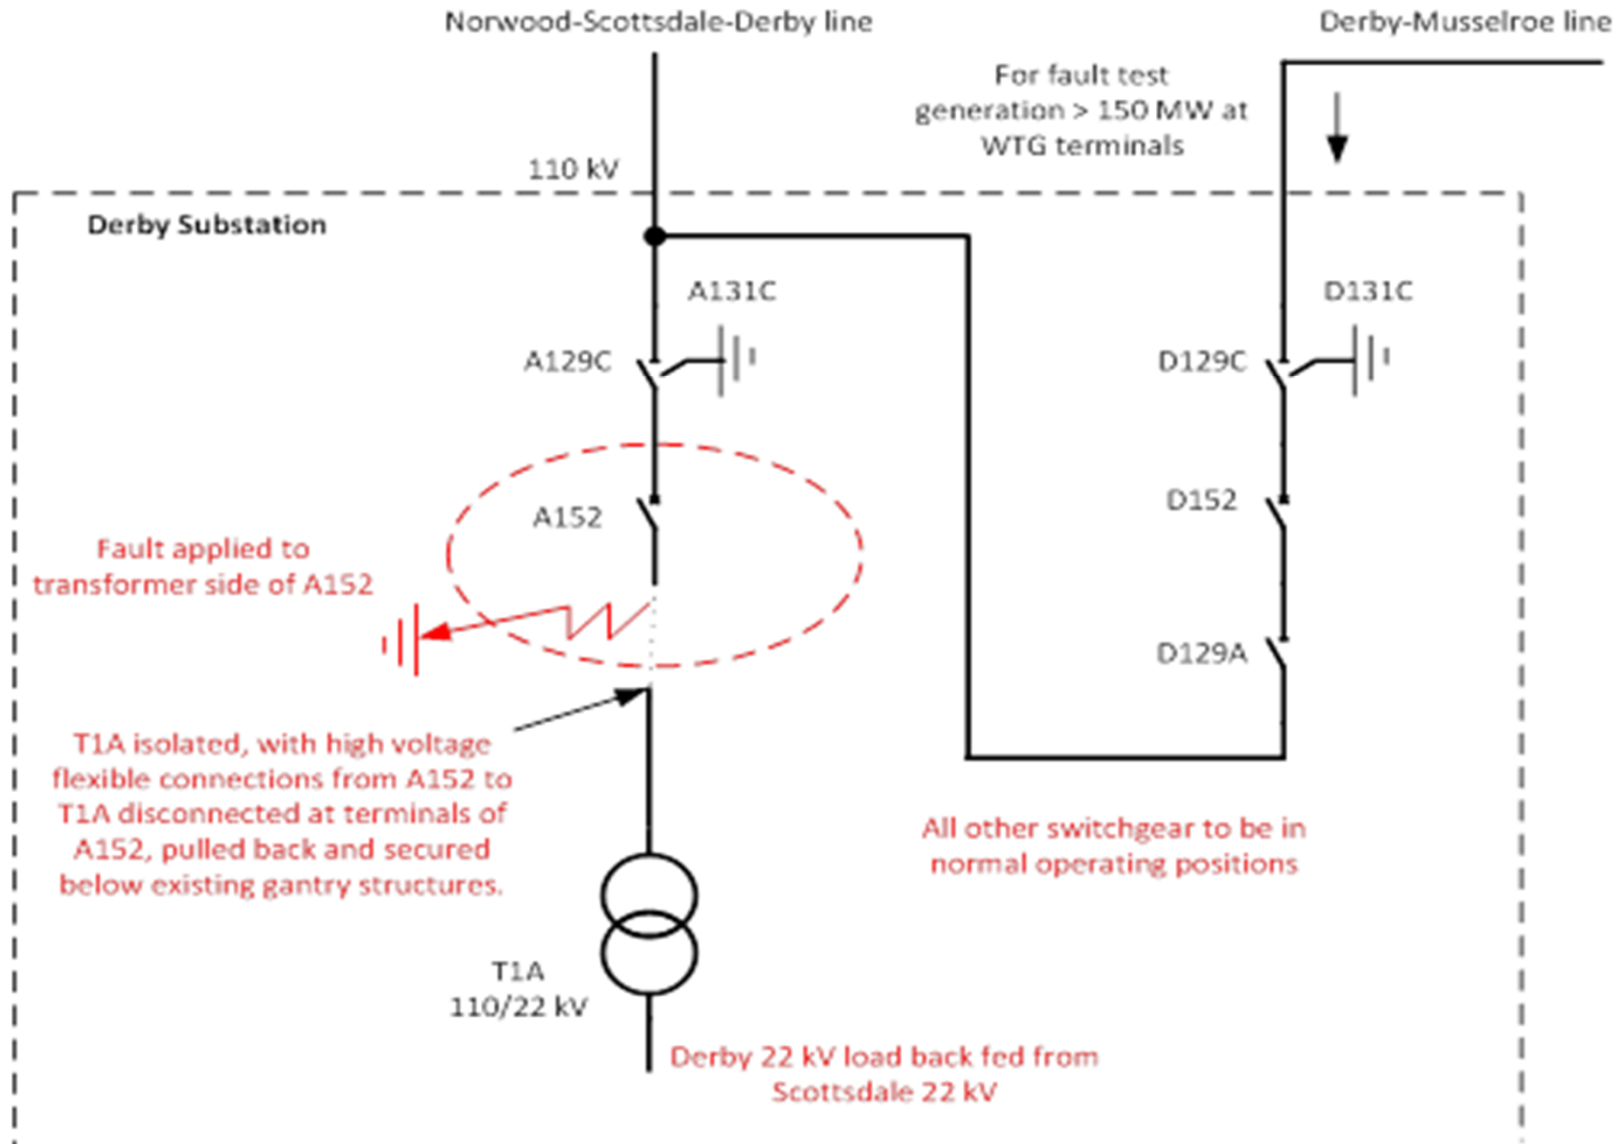 Norwood-Scottsdale-Derby line
Derby-Musselroe line
For fault test
generation > 150 MW at
WTG terminals
110 kV
Derby Substation
A131C
D131C
A129C
D129C
A152
D152
Fault applied to
transformer side of A152
D129A
T1A isolated, with high voltage
flexible connections from A152 to
T1A disconnected at terminals of
A152, pulled back and secured
below existing gantry structures.
All other switchgear to be in
normal operating positions
T1A
110/22 kV
Derby 22 kV load back fed from
Scottsdale 22 kV